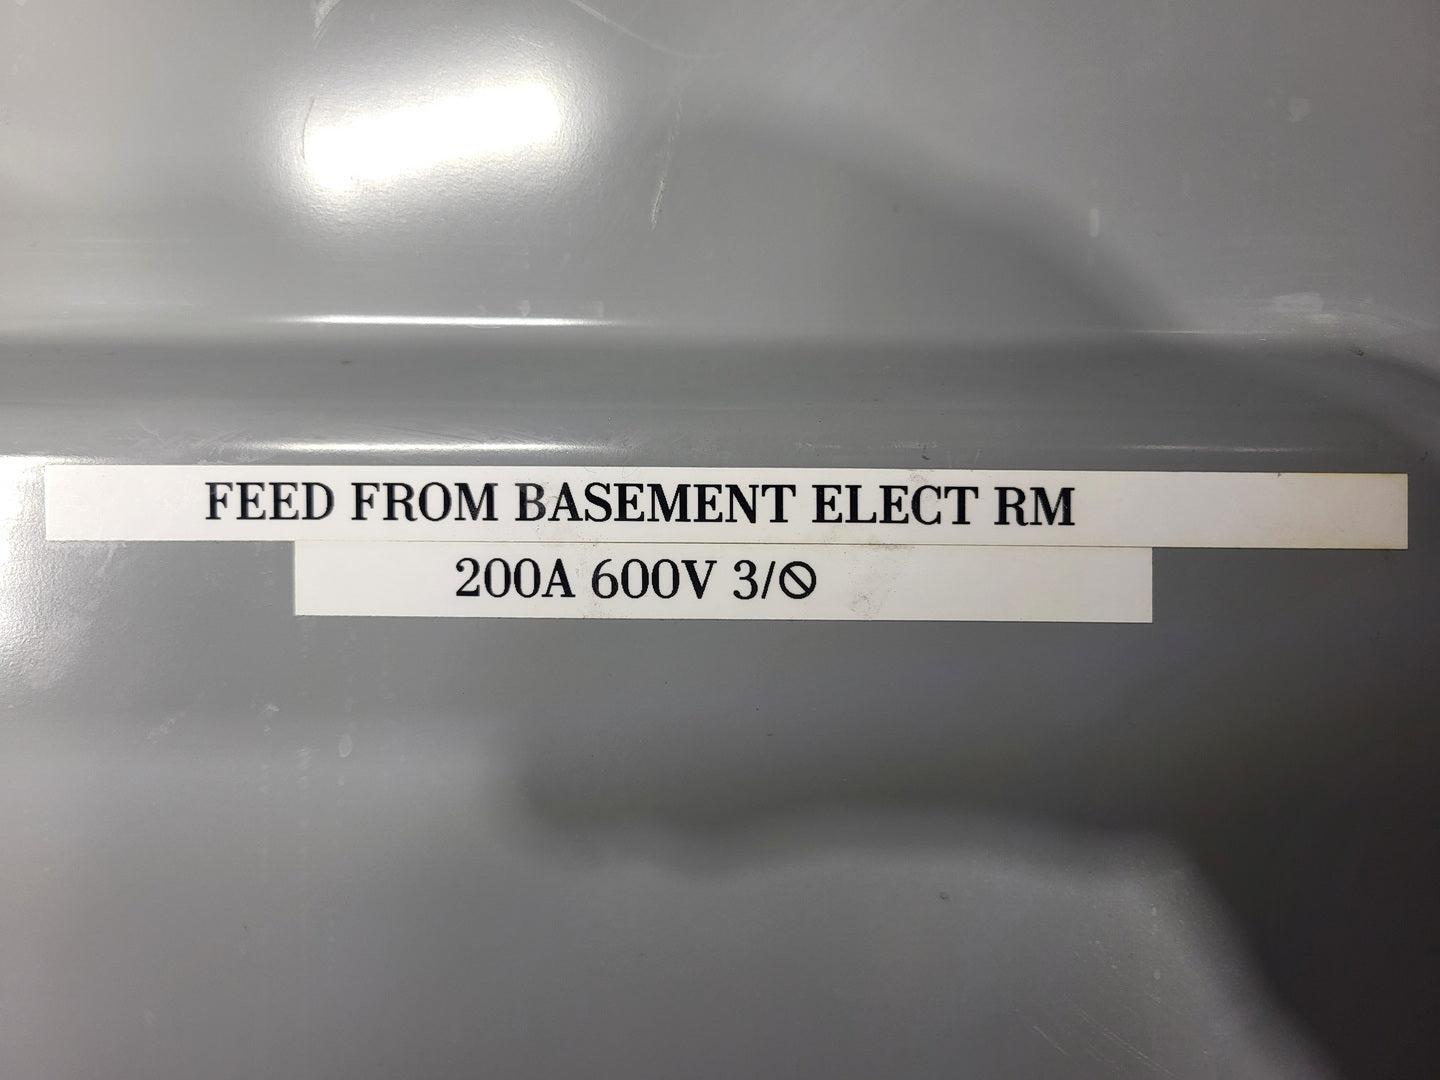 FEED FROM BASEMENT ELECT RM
200A 600V 3/🛇